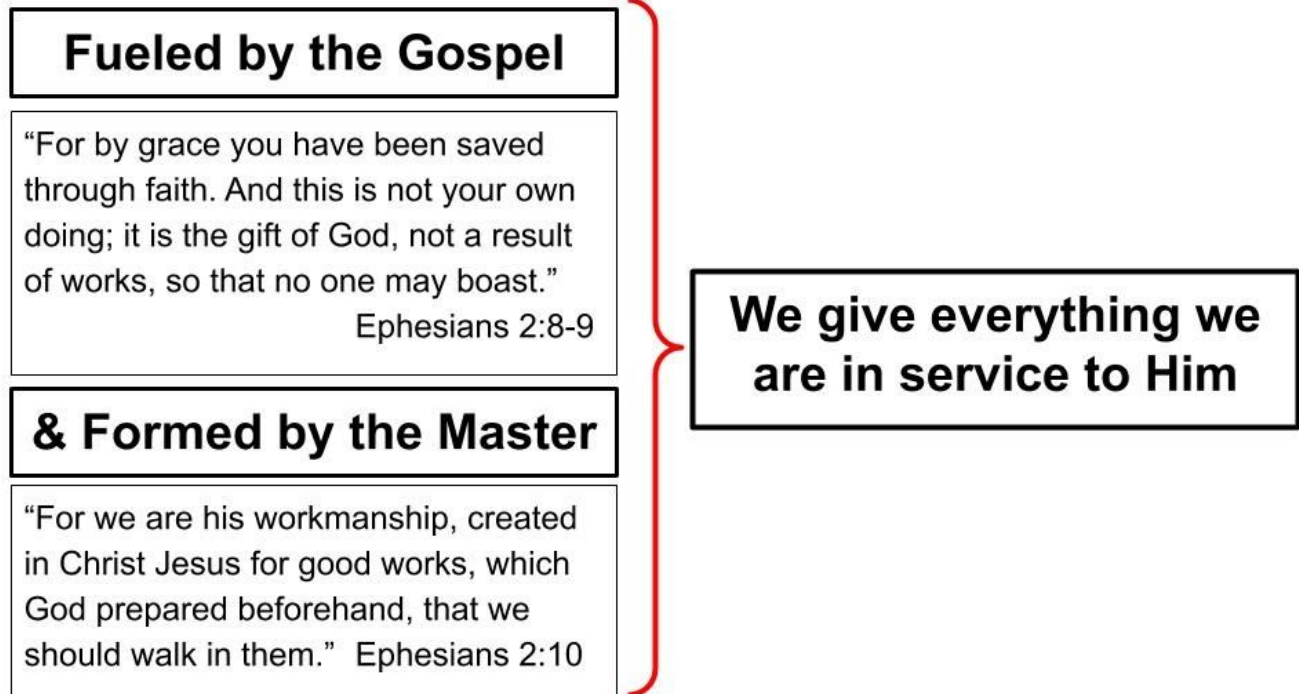 Fueled by the Gospel
“For by grace you have been saved
through faith. And this is not your own
doing; it is the gift of God, not a result
of works, so that no one may boast.”
Ephesians 2:8-9
& Formed by the Master
“For we are his workmanship, created
in Christ Jesus for good works, which
God prepared beforehand, that we
should walk in them.”  Ephesians 2:10
We give everything we
are in service to Him